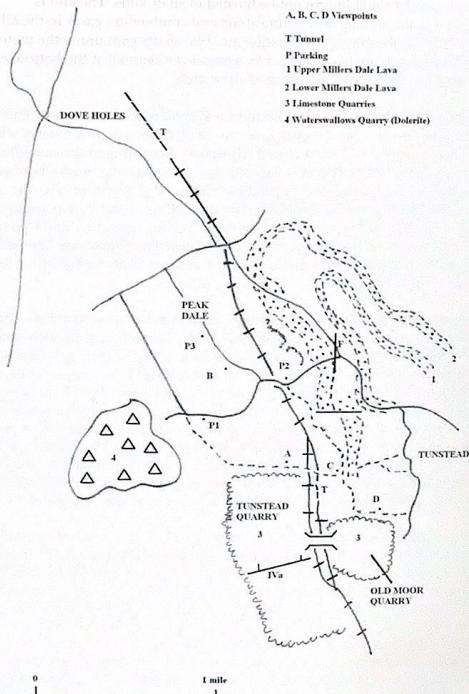 A, B, C, D Viewpoints
T Tunnel
P Parking
1 Upper Millers Dale Lava
2 Lower Millers Dale Lava
3 Limestone Quarries
4 Waterswallows Quarry (Dolerite)
DOVE HOLES
T
PEAK
DALE
P3
B
P2
F
2
1
P1
4
A
C
TUNSTEAD
T
D
TUNSTEAD
QUARRY
3
3
IVa
OLD MOOR
QUARRY
0
1 mile